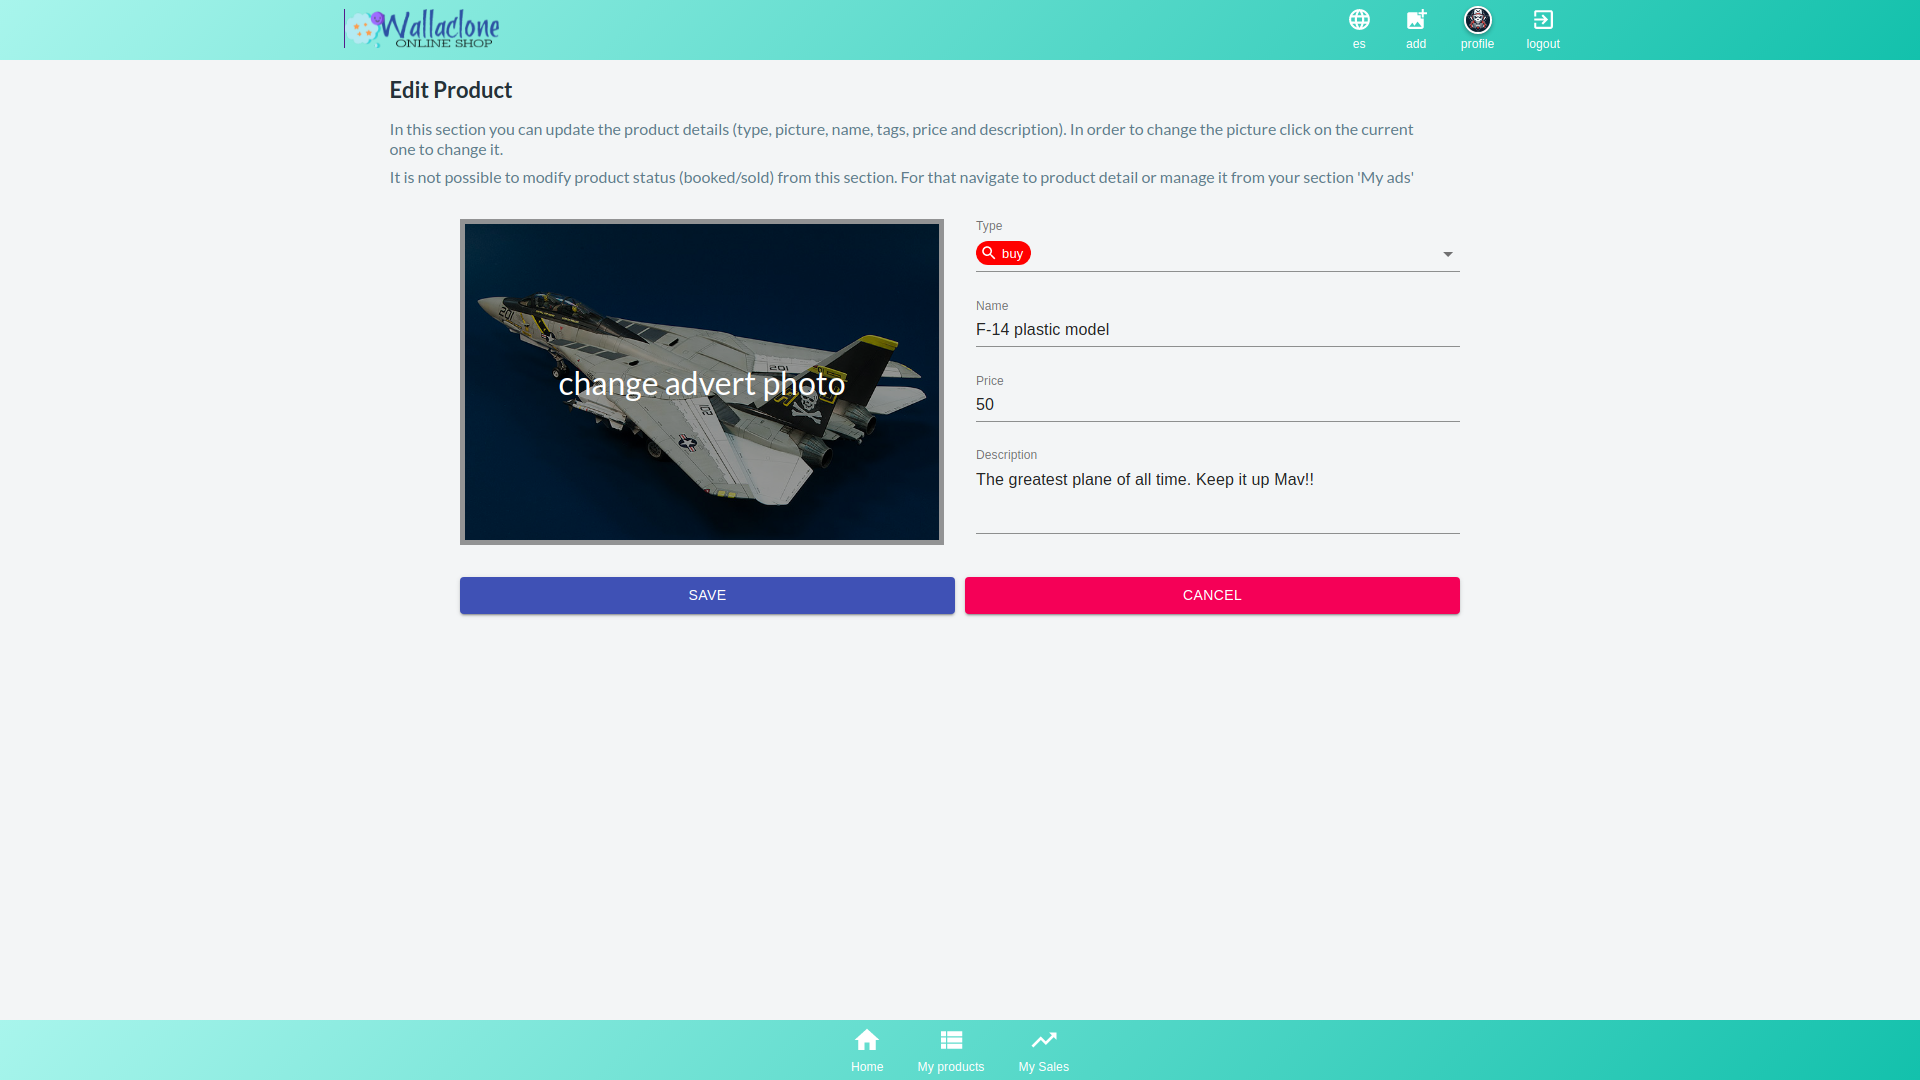 Wallaclone
ONLINE SHOP
es
add
profile
logout
Edit Product
In this section you can update the product details (type, picture, name, tags, price and description). In order to change the picture click on the current
one to change it.
It is not possible to modify product status (booked/sold) from this section. For that navigate to product detail or manage it from your section 'My ads'
201
201
201
change advert photo
Type
buy
Name
F-14 plastic model
Price
50
Description
The greatest plane of all time. Keep it up Mav!!
SAVE
CANCEL
Home
My products
My Sales